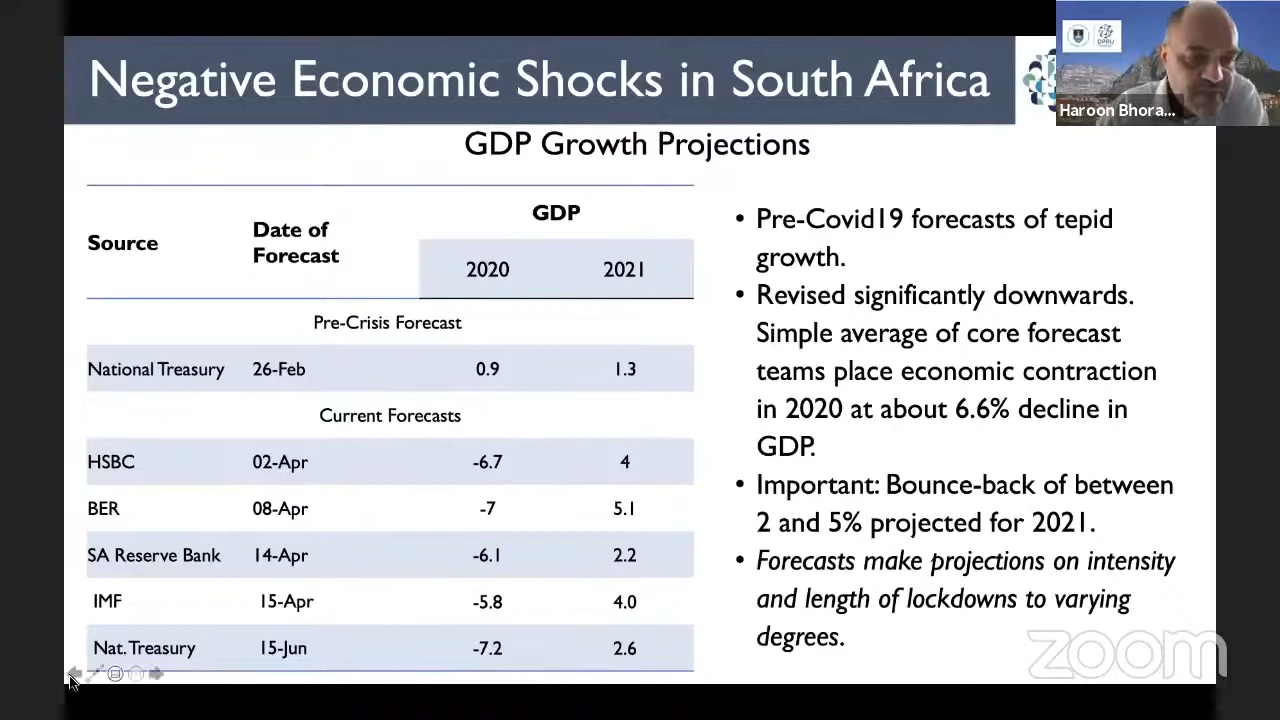 Negative Economic Shocks in South Africa
DPRU
Haroon Bhora...
GDP Growth Projections
Source
Date of
Forecast
GDP
2020 2021
Pre-Crisis Forecast
National Treasury 26-Feb 0.9 1.3
Current Forecasts
HSBC 02-Apr -6.7 4
BER 08-Apr -7 5.1
SA Reserve Bank 14-Apr -6.1 2.2
IMF 15-Apr -5.8 4.0
Nat. Treasury 15-Jun -7.2 2.6
• Pre-Covid19 forecasts of tepid
growth.
• Revised significantly downwards.
Simple average of core forecast
teams place economic contraction
in 2020 at about 6.6% decline in
GDP.
• Important: Bounce-back of between
2 and 5% projected for 2021.
• Forecasts make projections on intensity
and length of lockdowns to varying
degrees.
zoom